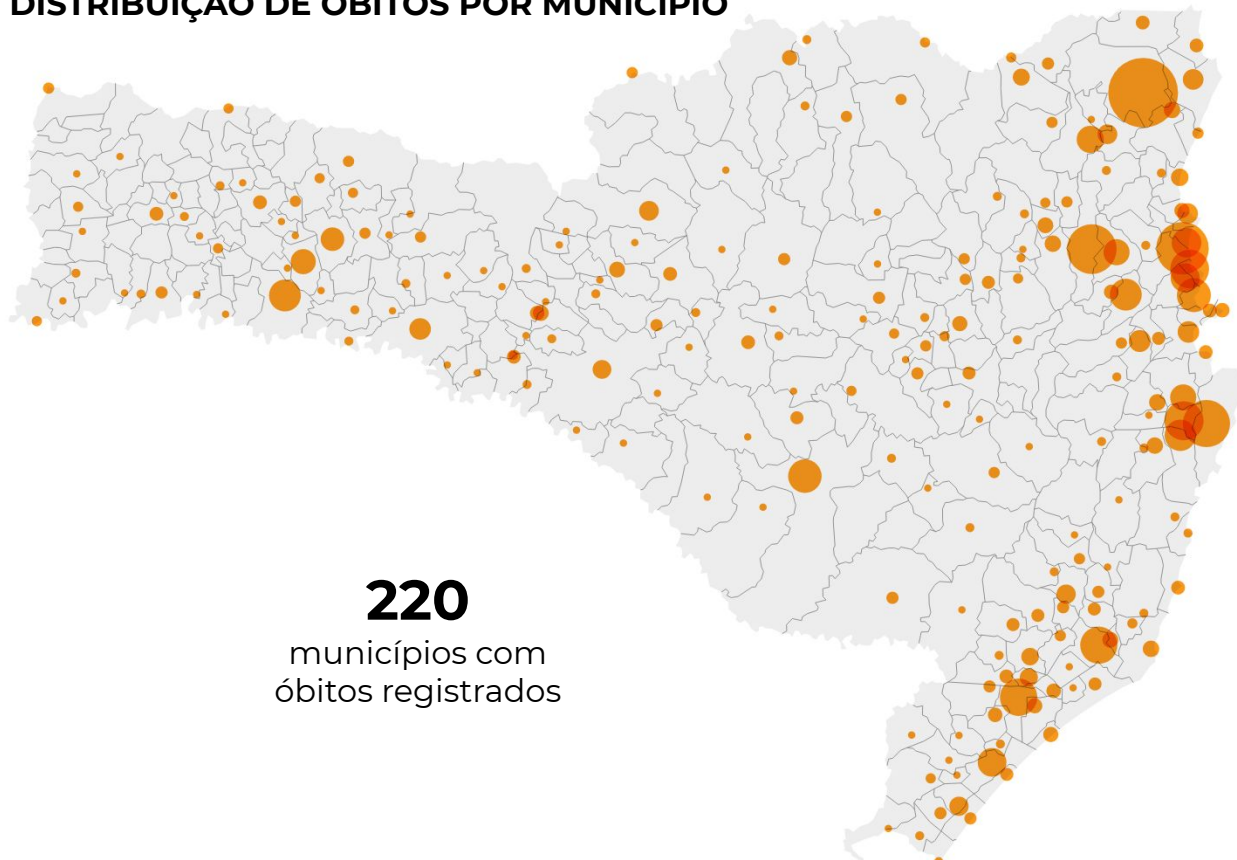 DISTRIBUIÇÃO DE ÓBITOS POR MUNICÍPIO
220
municípios com
óbitos registrados